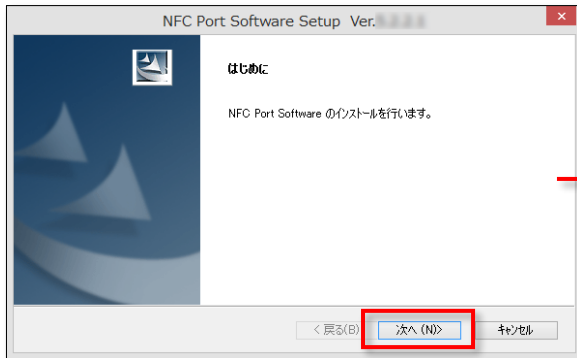 NFC Port Software Setup Ver.
はじめに
NFC Port Software のインストールを行います。
< 戻る(B)
次へ (N)>
キャンセル